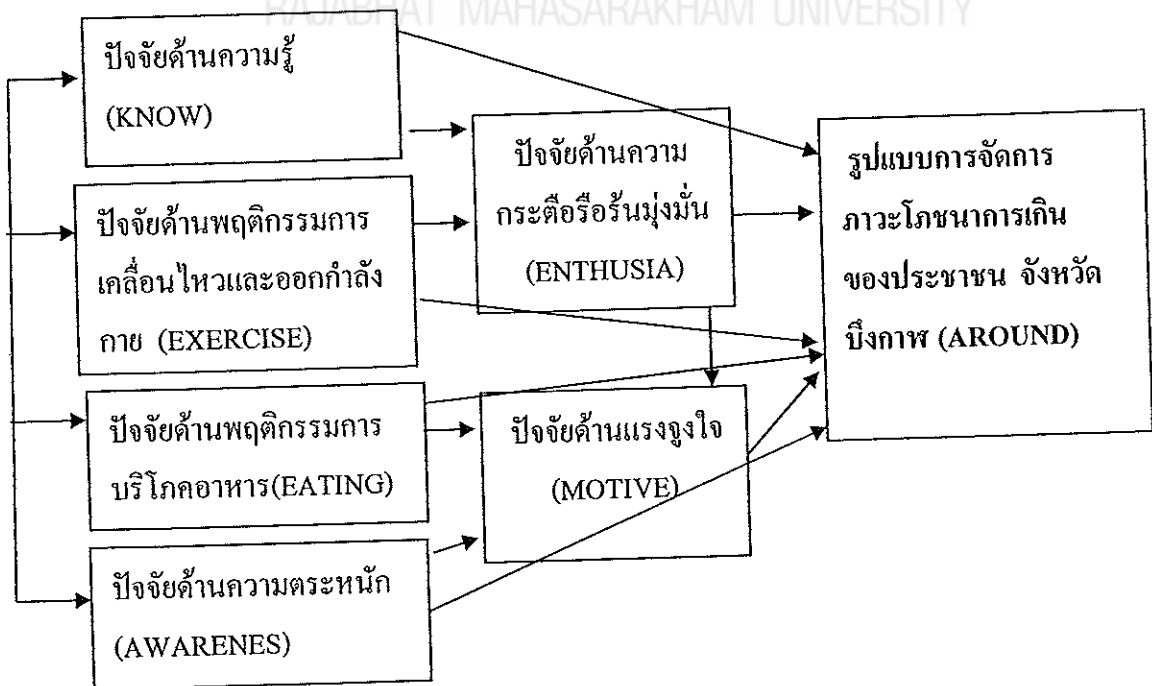 RAJABHAT MAHASARAKHAM UNIVERSITY
ปัจจัยด้านความรู้
(KNOW)
ปัจจัยด้านพฤติกรรมการ
เคลื่อนไหวและออกกำลัง
กาย (EXERCISE)
ปัจจัยด้านพฤติกรรมการ
บริโภคอาหาร(EATING)
ปัจจัยด้านความตระหนัก
(AWARENES)
ปัจจัยด้านความ
กระตือรือร้นมุ่งมั่น
(ENTHUSIA)
ปัจจัยด้านแรงจูงใจ
(MOTIVE)
รูปแบบการจัดการ
ภาวะโภชนาการเกิน
ของประชาชน จังหวัด
บึงกาฬ (AROUND)